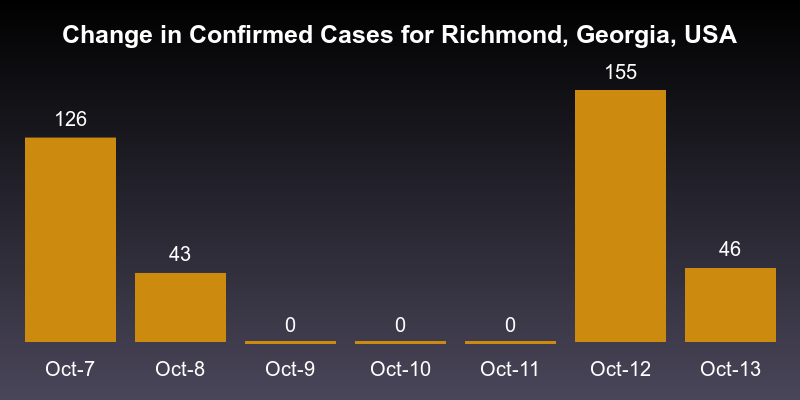 Change in Confirmed Cases for Richmond, Georgia, USA
155
126
46
43
0 0 0
Oct-7 Oct-8 Oct-9 Oct-10 Oct-11 Oct-12 Oct-13